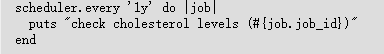 scheduler.every '1y' do |job|
puts "check cholesterol levels (#{job.job_id})"
end